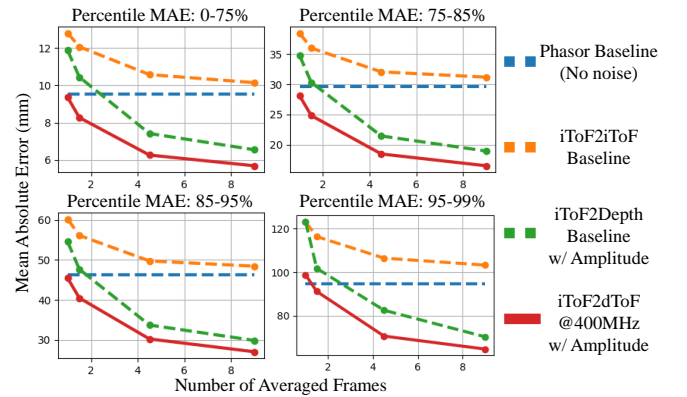 Percentile MAE: 0-75%
Percentile MAE: 75-85%
12
10
8
6
2
4
6
8
35
30
25
20
2
4
6
8
Percentile MAE: 85-95%
Percentile MAE: 95-99%
60
50
40
30
2
4
6
8
120
100
80
2
4
6
8
Mean Absolute Error (mm)
Number of Averaged Frames
Phasor Baseline
(No noise)
iToF2iToF
Baseline
iToF2Depth
Baseline
w/ Amplitude
iToF2dToF
@400MHz
w/ Amplitude